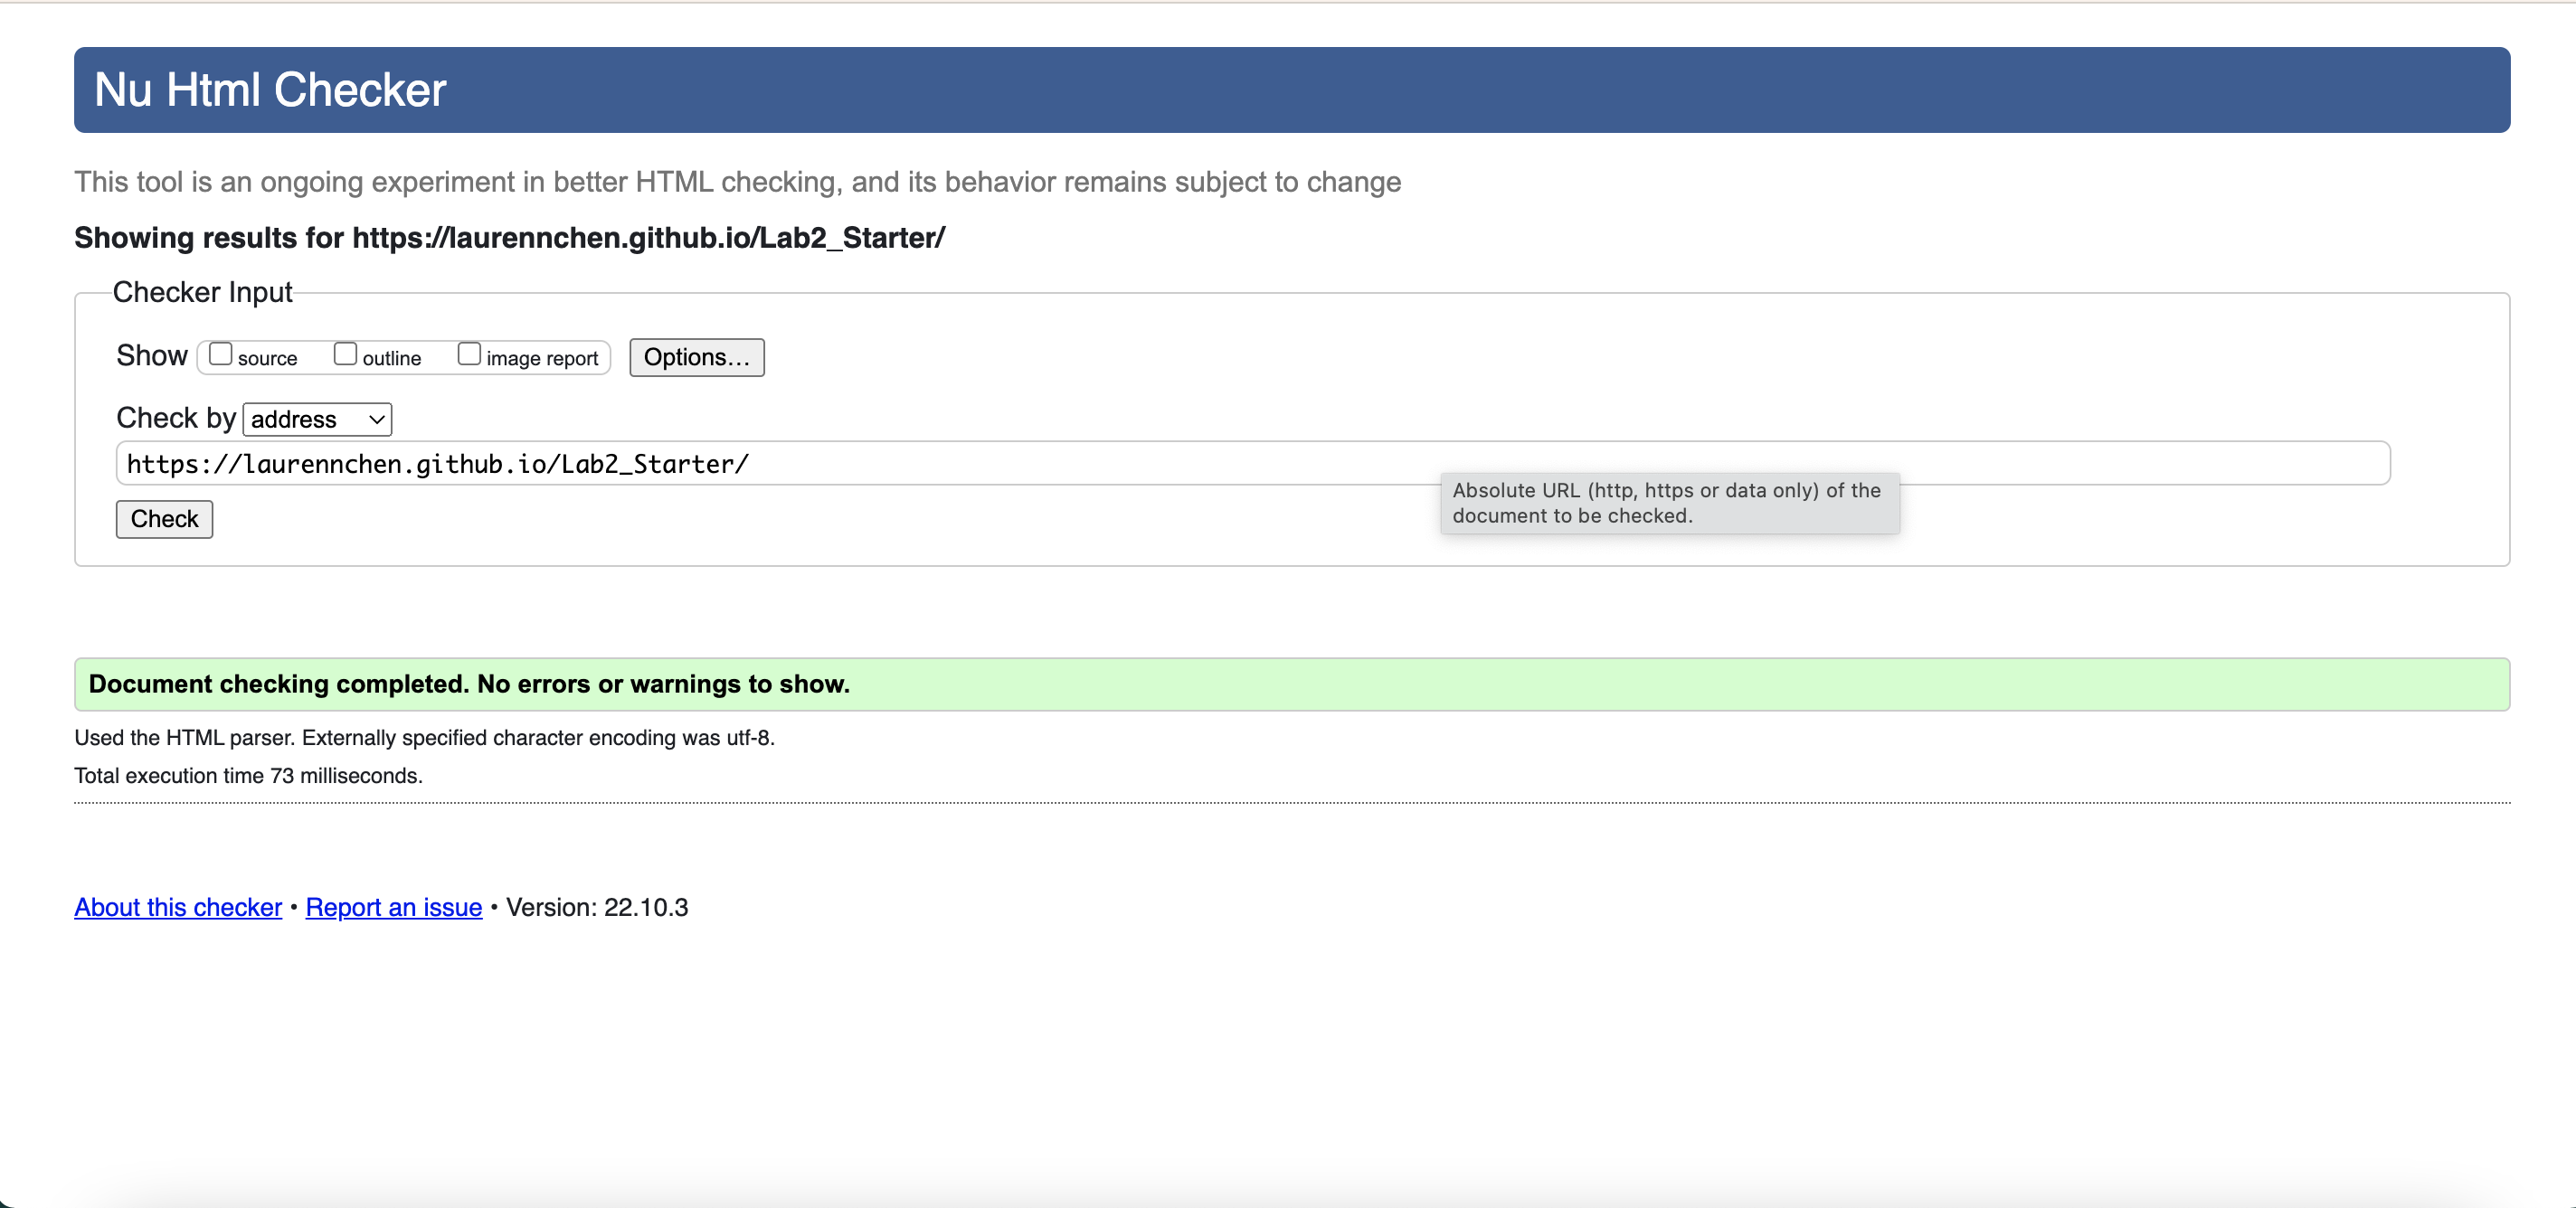 Nu Html Checker
This tool is an ongoing experiment in better HTML checking, and its behavior remains subject to change
Showing results for https://laurennchen.github.io/Lab2_Starter/
Checker Input
Show source outline image report Options...
Check by address
https://laurennchen.github.io/Lab2_Starter/
Absolute URL (http, https or data only) of the
document to be checked.
Check
Document checking completed. No errors or warnings to show.
Used the HTML parser. Externally specified character encoding was utf-8.
Total execution time 73 milliseconds.
About this checker • Report an issue • Version: 22.10.3